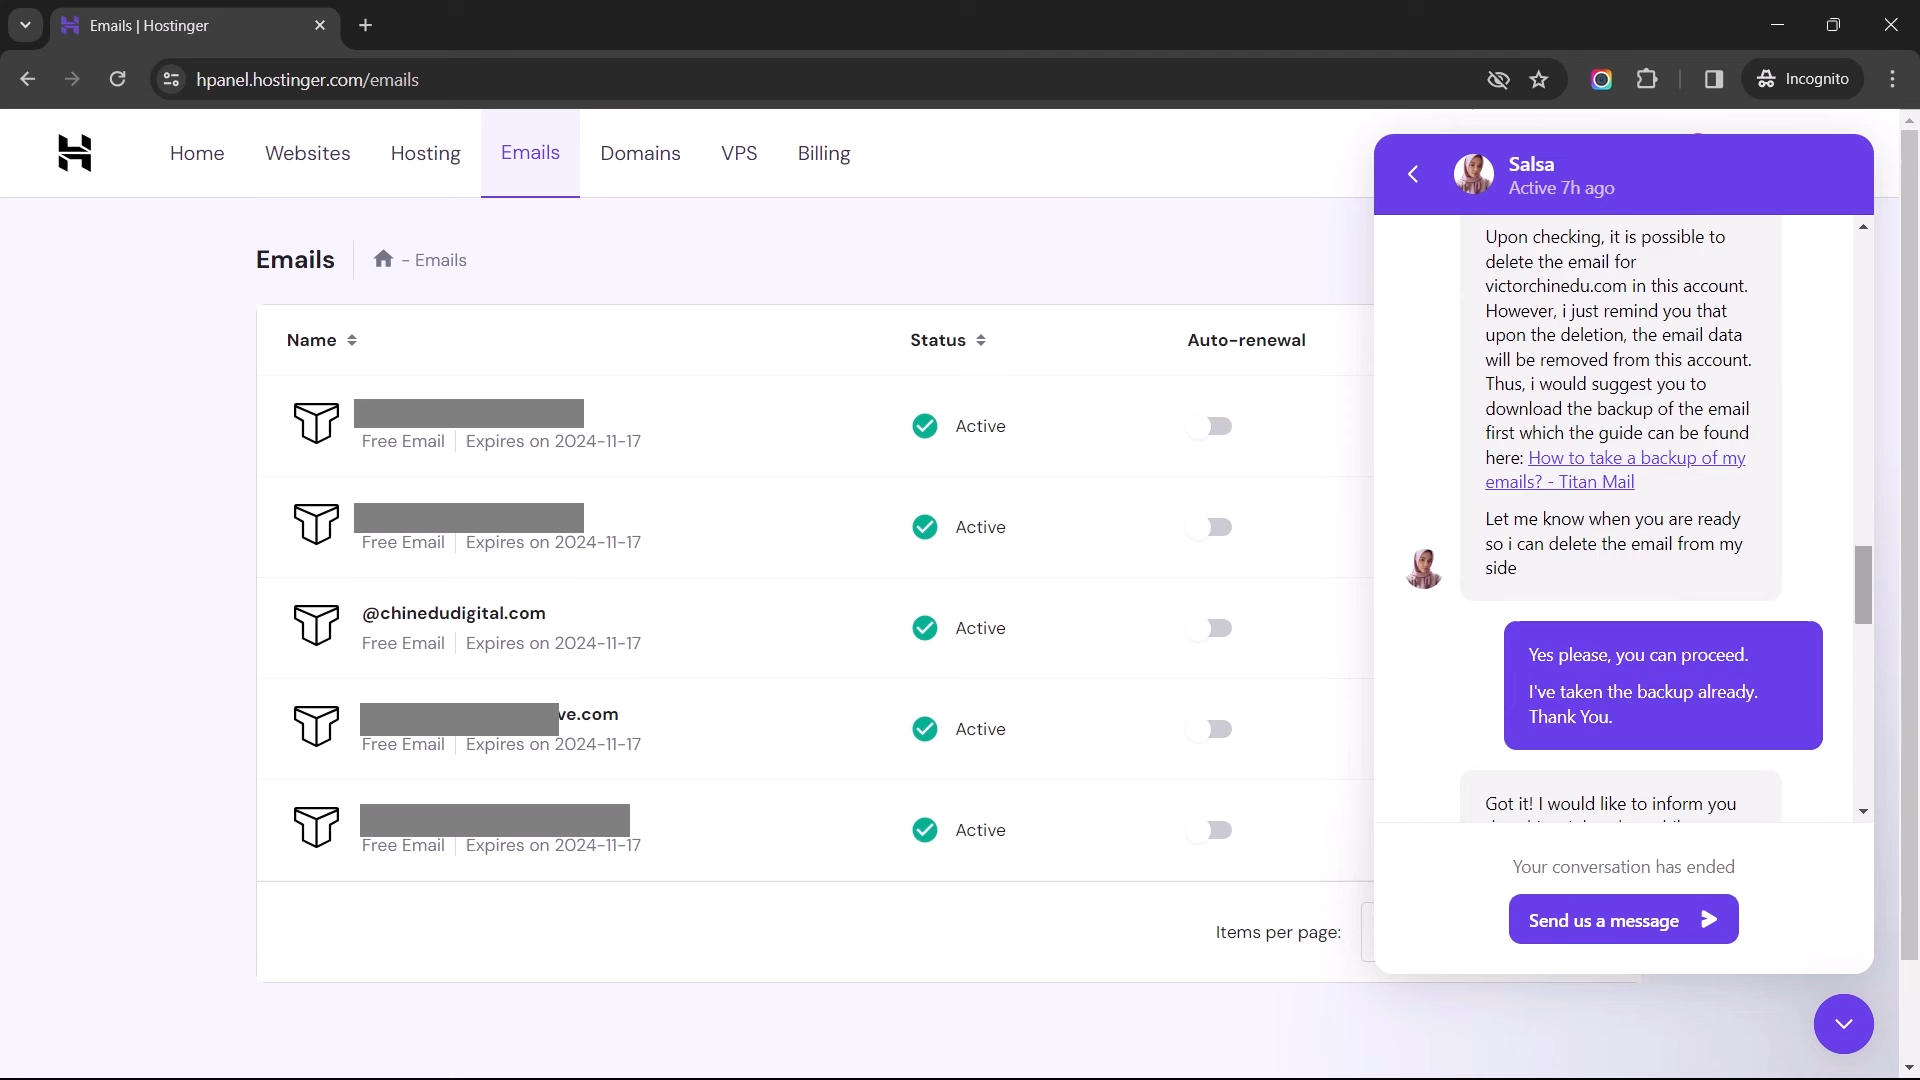 Emails | Hostinger
hpanel.hostinger.com/emails
Incognito
Home Websites Hosting Emails Domains VPS Billing
Emails - Emails
Name Status Auto-renewal
Free Email Expires on 2024-11-17 Active
Free Email Expires on 2024-11-17 Active
@chinedudigital.com
Free Email Expires on 2024-11-17 Active
ve.com
Free Email Expires on 2024-11-17 Active
Free Email Expires on 2024-11-17 Active
Items per page:
Salsa
Active 7h ago
Upon checking, it is possible to
delete the email for
victorchinedu.com in this account.
However, i just remind you that
upon the deletion, the email data
will be removed from this account.
Thus, i would suggest you to
download the backup of the email
first which the guide can be found
here: How to take a backup of my
emails? - Titan Mail
Let me know when you are ready
so i can delete the email from my
side
Yes please, you can proceed.
I've taken the backup already.
Thank You.
Got it! I would like to inform you
Your conversation has ended
Send us a message